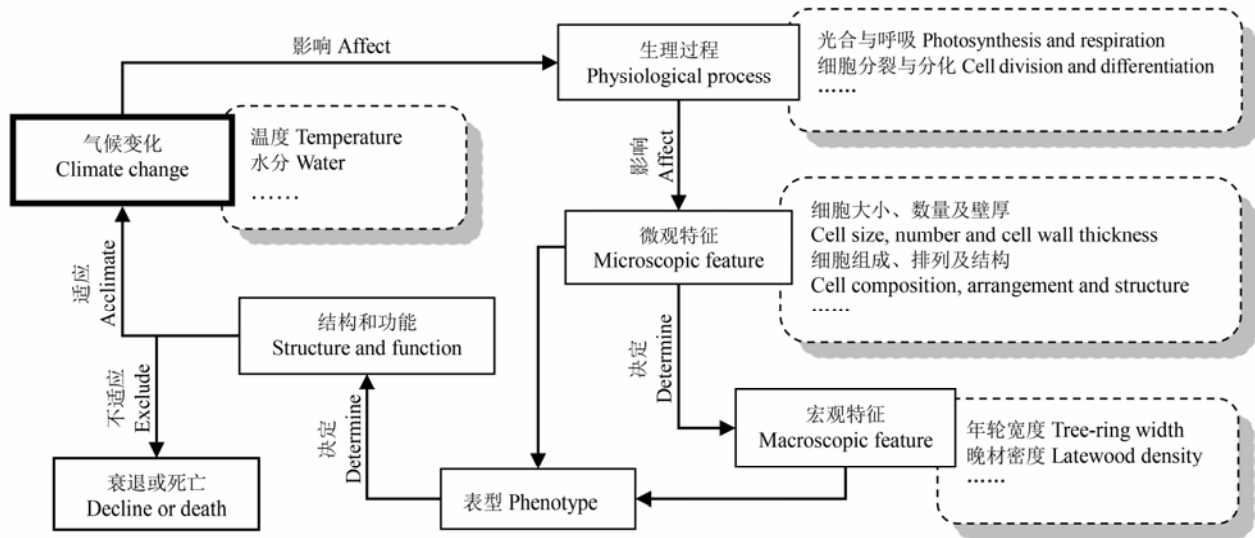 影响 Affect
生理过程
Physiological process
光合与呼吸 Photosynthesis and respiration
细胞分裂与分化 Cell division and differentiation
……
气候变化
Climate change
温度 Temperature
水分 Water
……
影响
Affect
微观特征
Microscopic feature
细胞大小、数量及壁厚
Cell size, number and cell wall thickness
细胞组成、排列及结构
Cell composition, arrangement and structure
……
适应
Acclimate
结构和功能
Structure and function
决定
Determine
不适应
Exclude
决定
Determine
宏观特征
Macroscopic feature
年轮宽度 Tree-ring width
晚材密度 Latewood density
……
衰退或死亡
Decline or death
表型 Phenotype